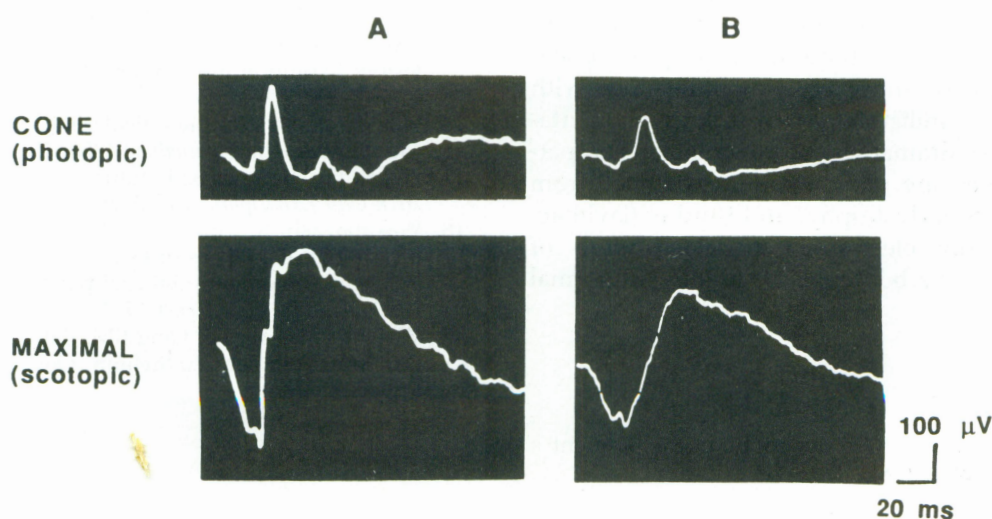 A
B
CONE
(photopic)
MAXIMAL
(scotopic)
100 µV
20 ms